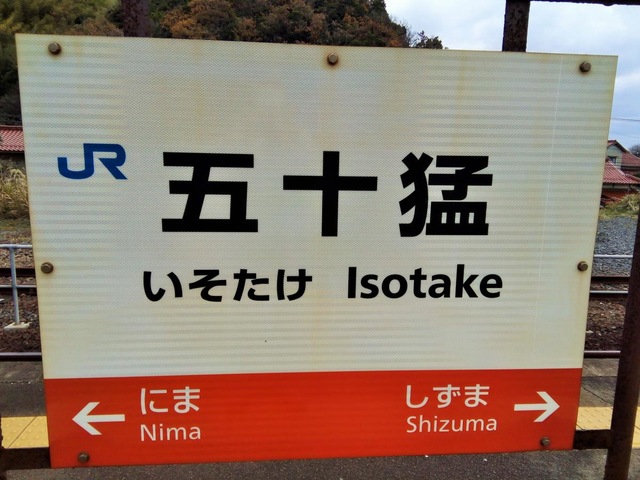 JR
五十猛
いそたけ Isotake
← にま
Nima
しずま →
Shizuma